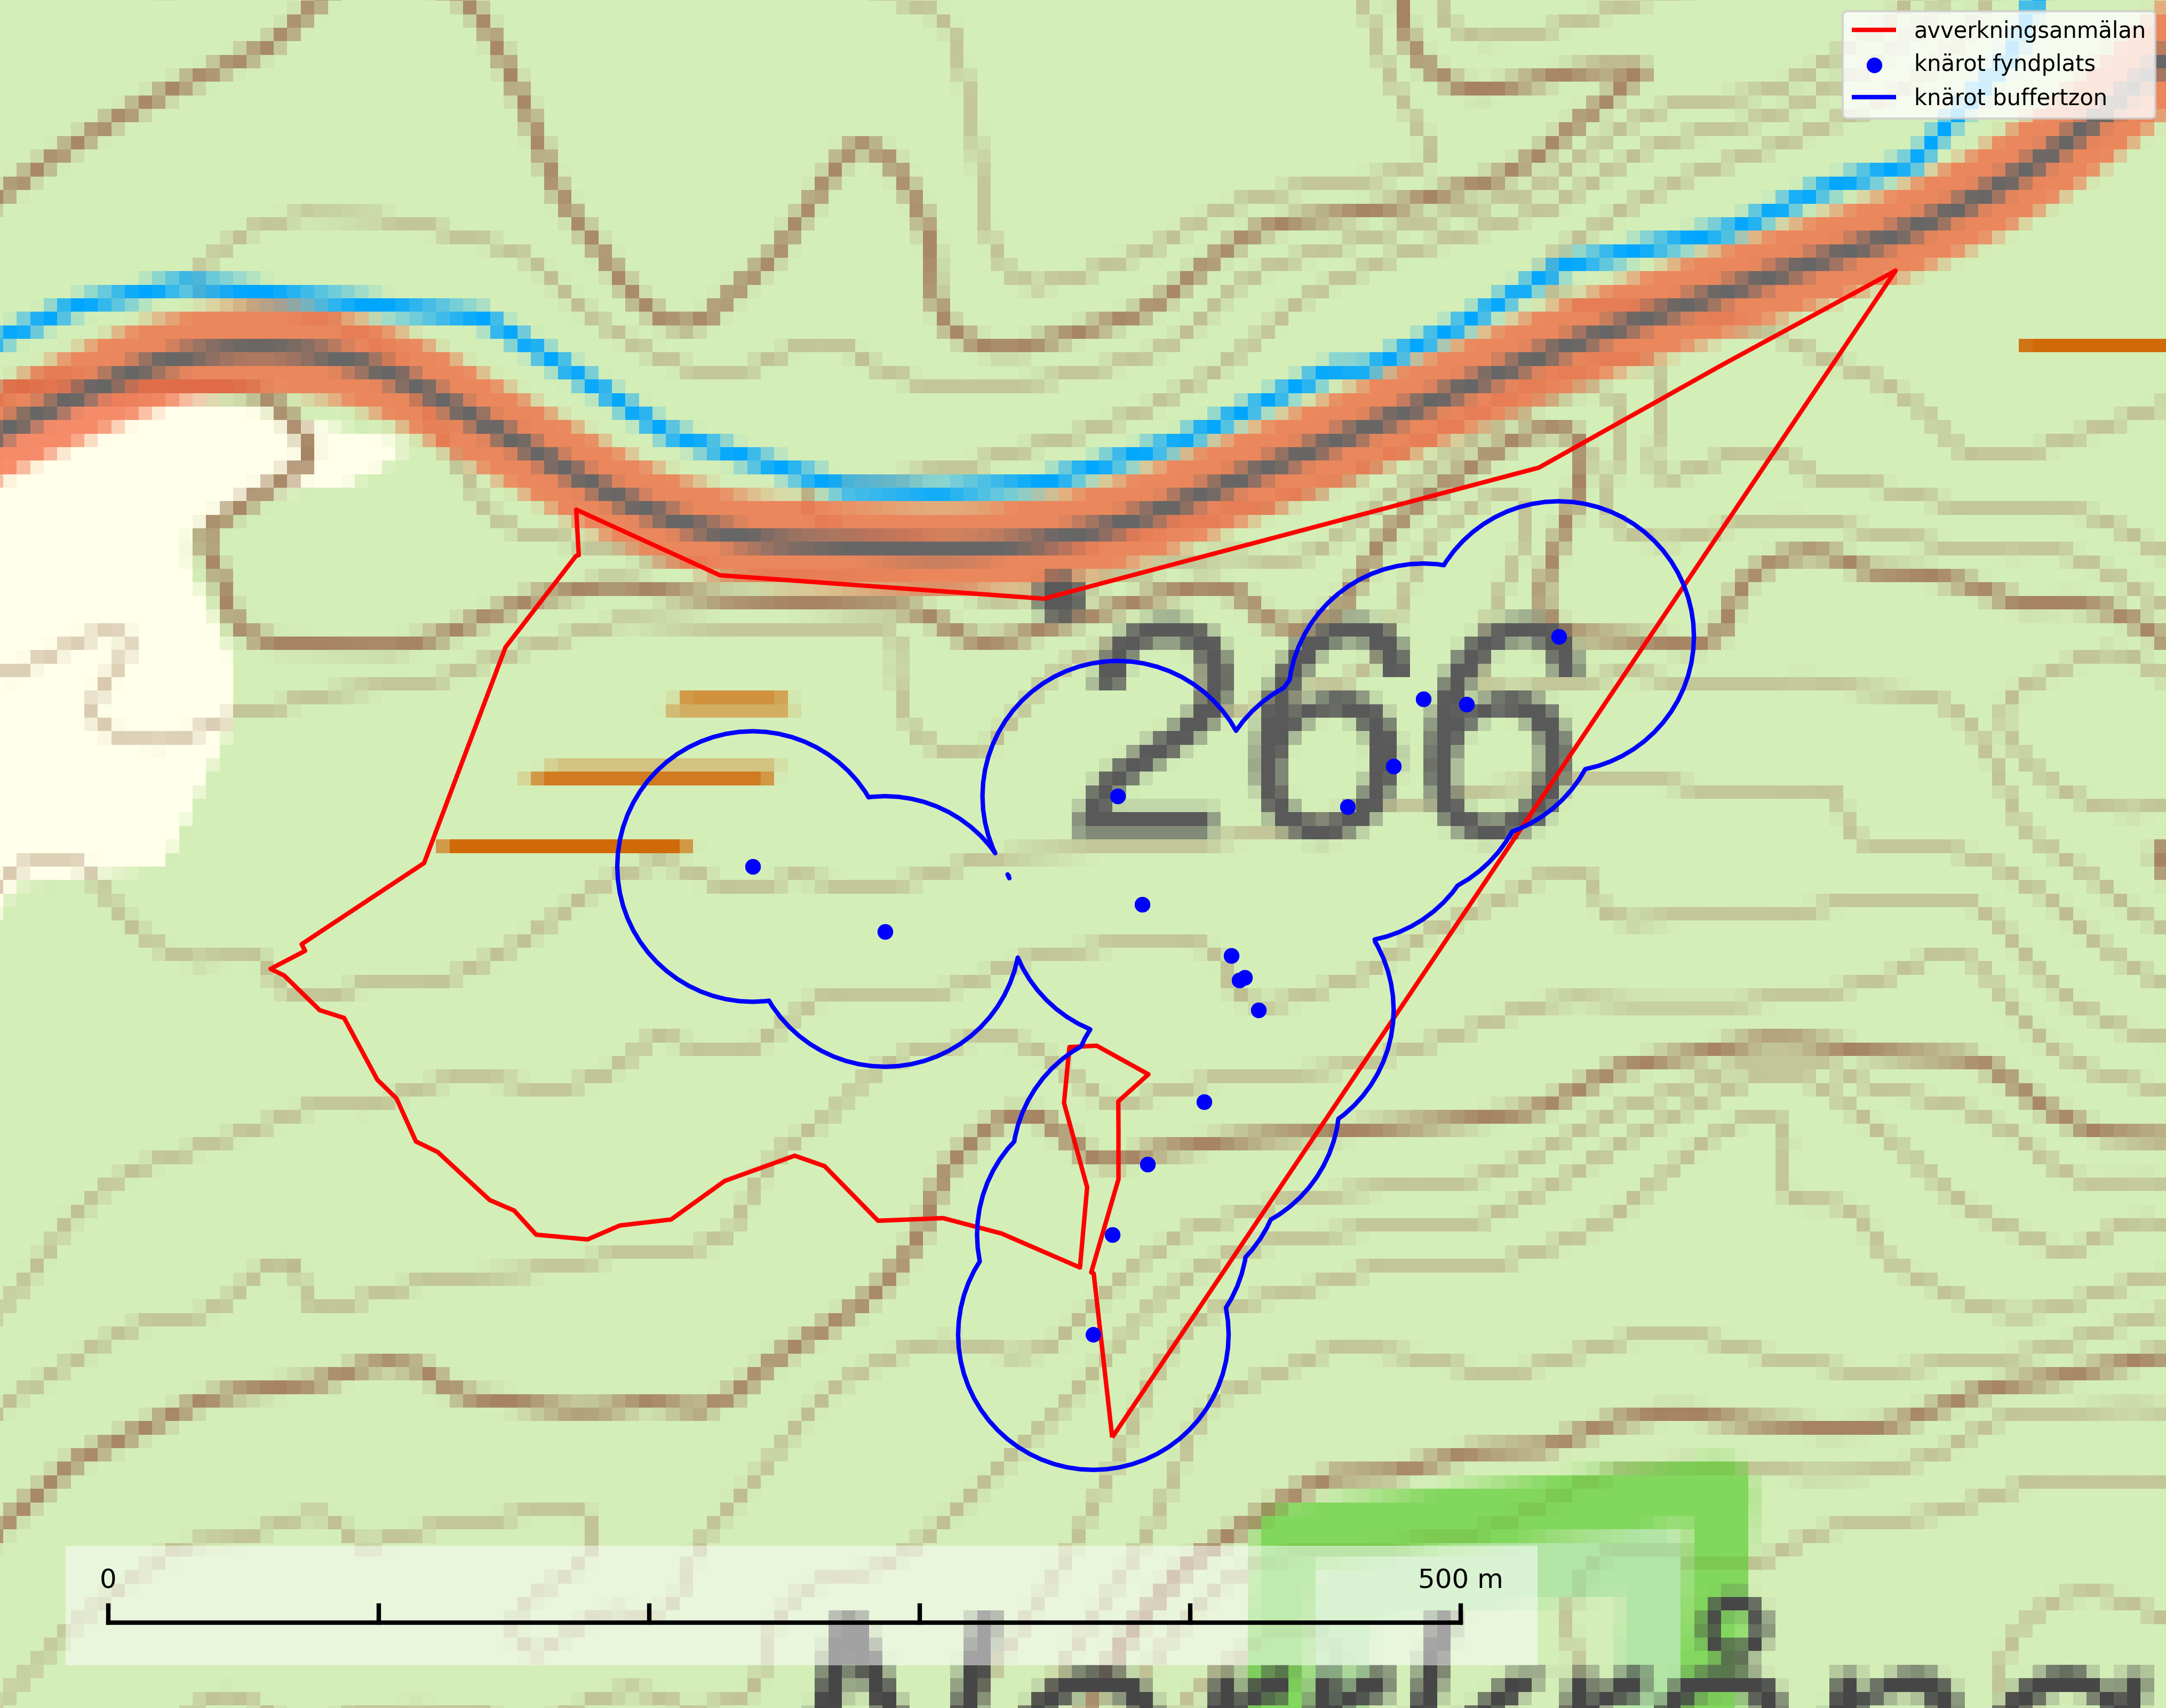 avverkningsanmälan
knärot fyndplats
knärot buffertzon
266
0 500 m